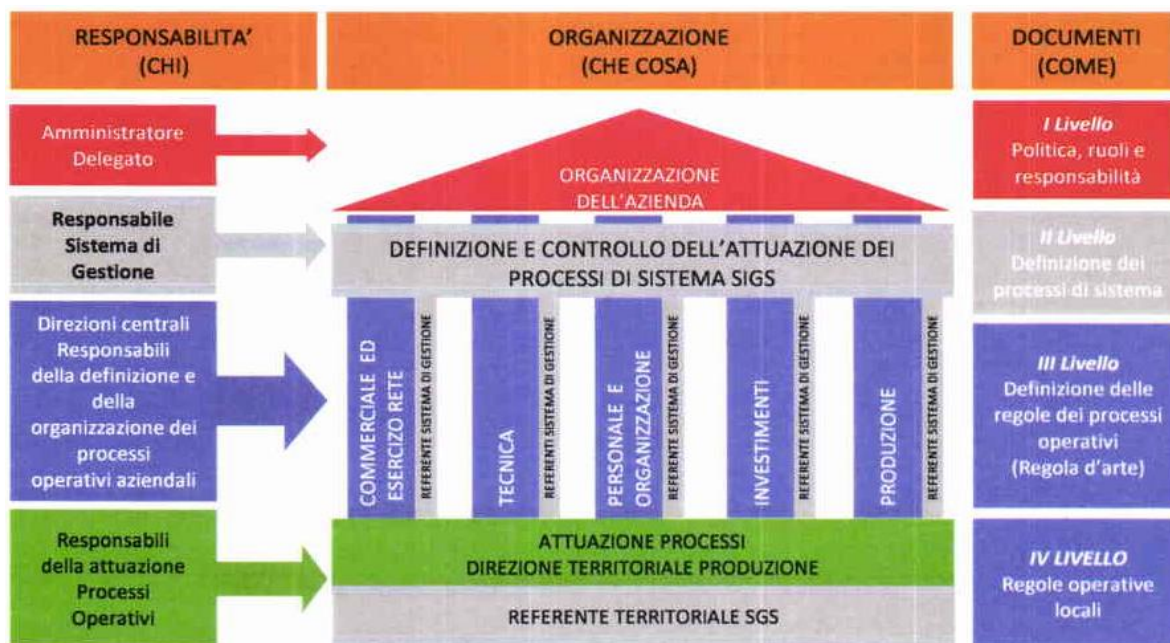 RESPONSABILITA'
(CHI)
ORGANIZZAZIONE
(CHE COSA)
DOCUMENTI
(COME)
Amministratore
Delegato
ORGANIZZAZIONE
DELL'AZIENDA
I Livello
Politica, ruoli e
responsabilità
Responsabile
Sistema di
Gestione
DEFINIZIONE E CONTROLLO DELL'ATTUAZIONE DEI
PROCESSI DI SISTEMA SIGS
II Livello
Definizione dei
processi di sistema
Direzioni centrali
Responsabili
della definizione e
della
organizzazione dei
processi
operativi aziendali
COMMERCIALE ED
ESERCIZO RETE
REFERENTE SISTEMA DI GESTIONE
TECNICA
REFERENTI SISTEMA DI GESTIONE
PERSONALE E
ORGANIZZAZIONE
REFERENTE SISTEMA DI GESTIONE
INVESTIMENTI
REFERENTE SISTEMA DI GESTIONE
PRODUZIONE
REFERENTE SISTEMA DI GESTIONE
III Livello
Definizione delle
regole dei processi
operativi
(Regola d'arte)
Responsabili
della attuazione
Processi
Operativi
ATTUAZIONE PROCESSI
DIREZIONE TERRITORIALE PRODUZIONE
REFERENTE TERRITORIALE SGS
IV LIVELLO
Regole operative
locali